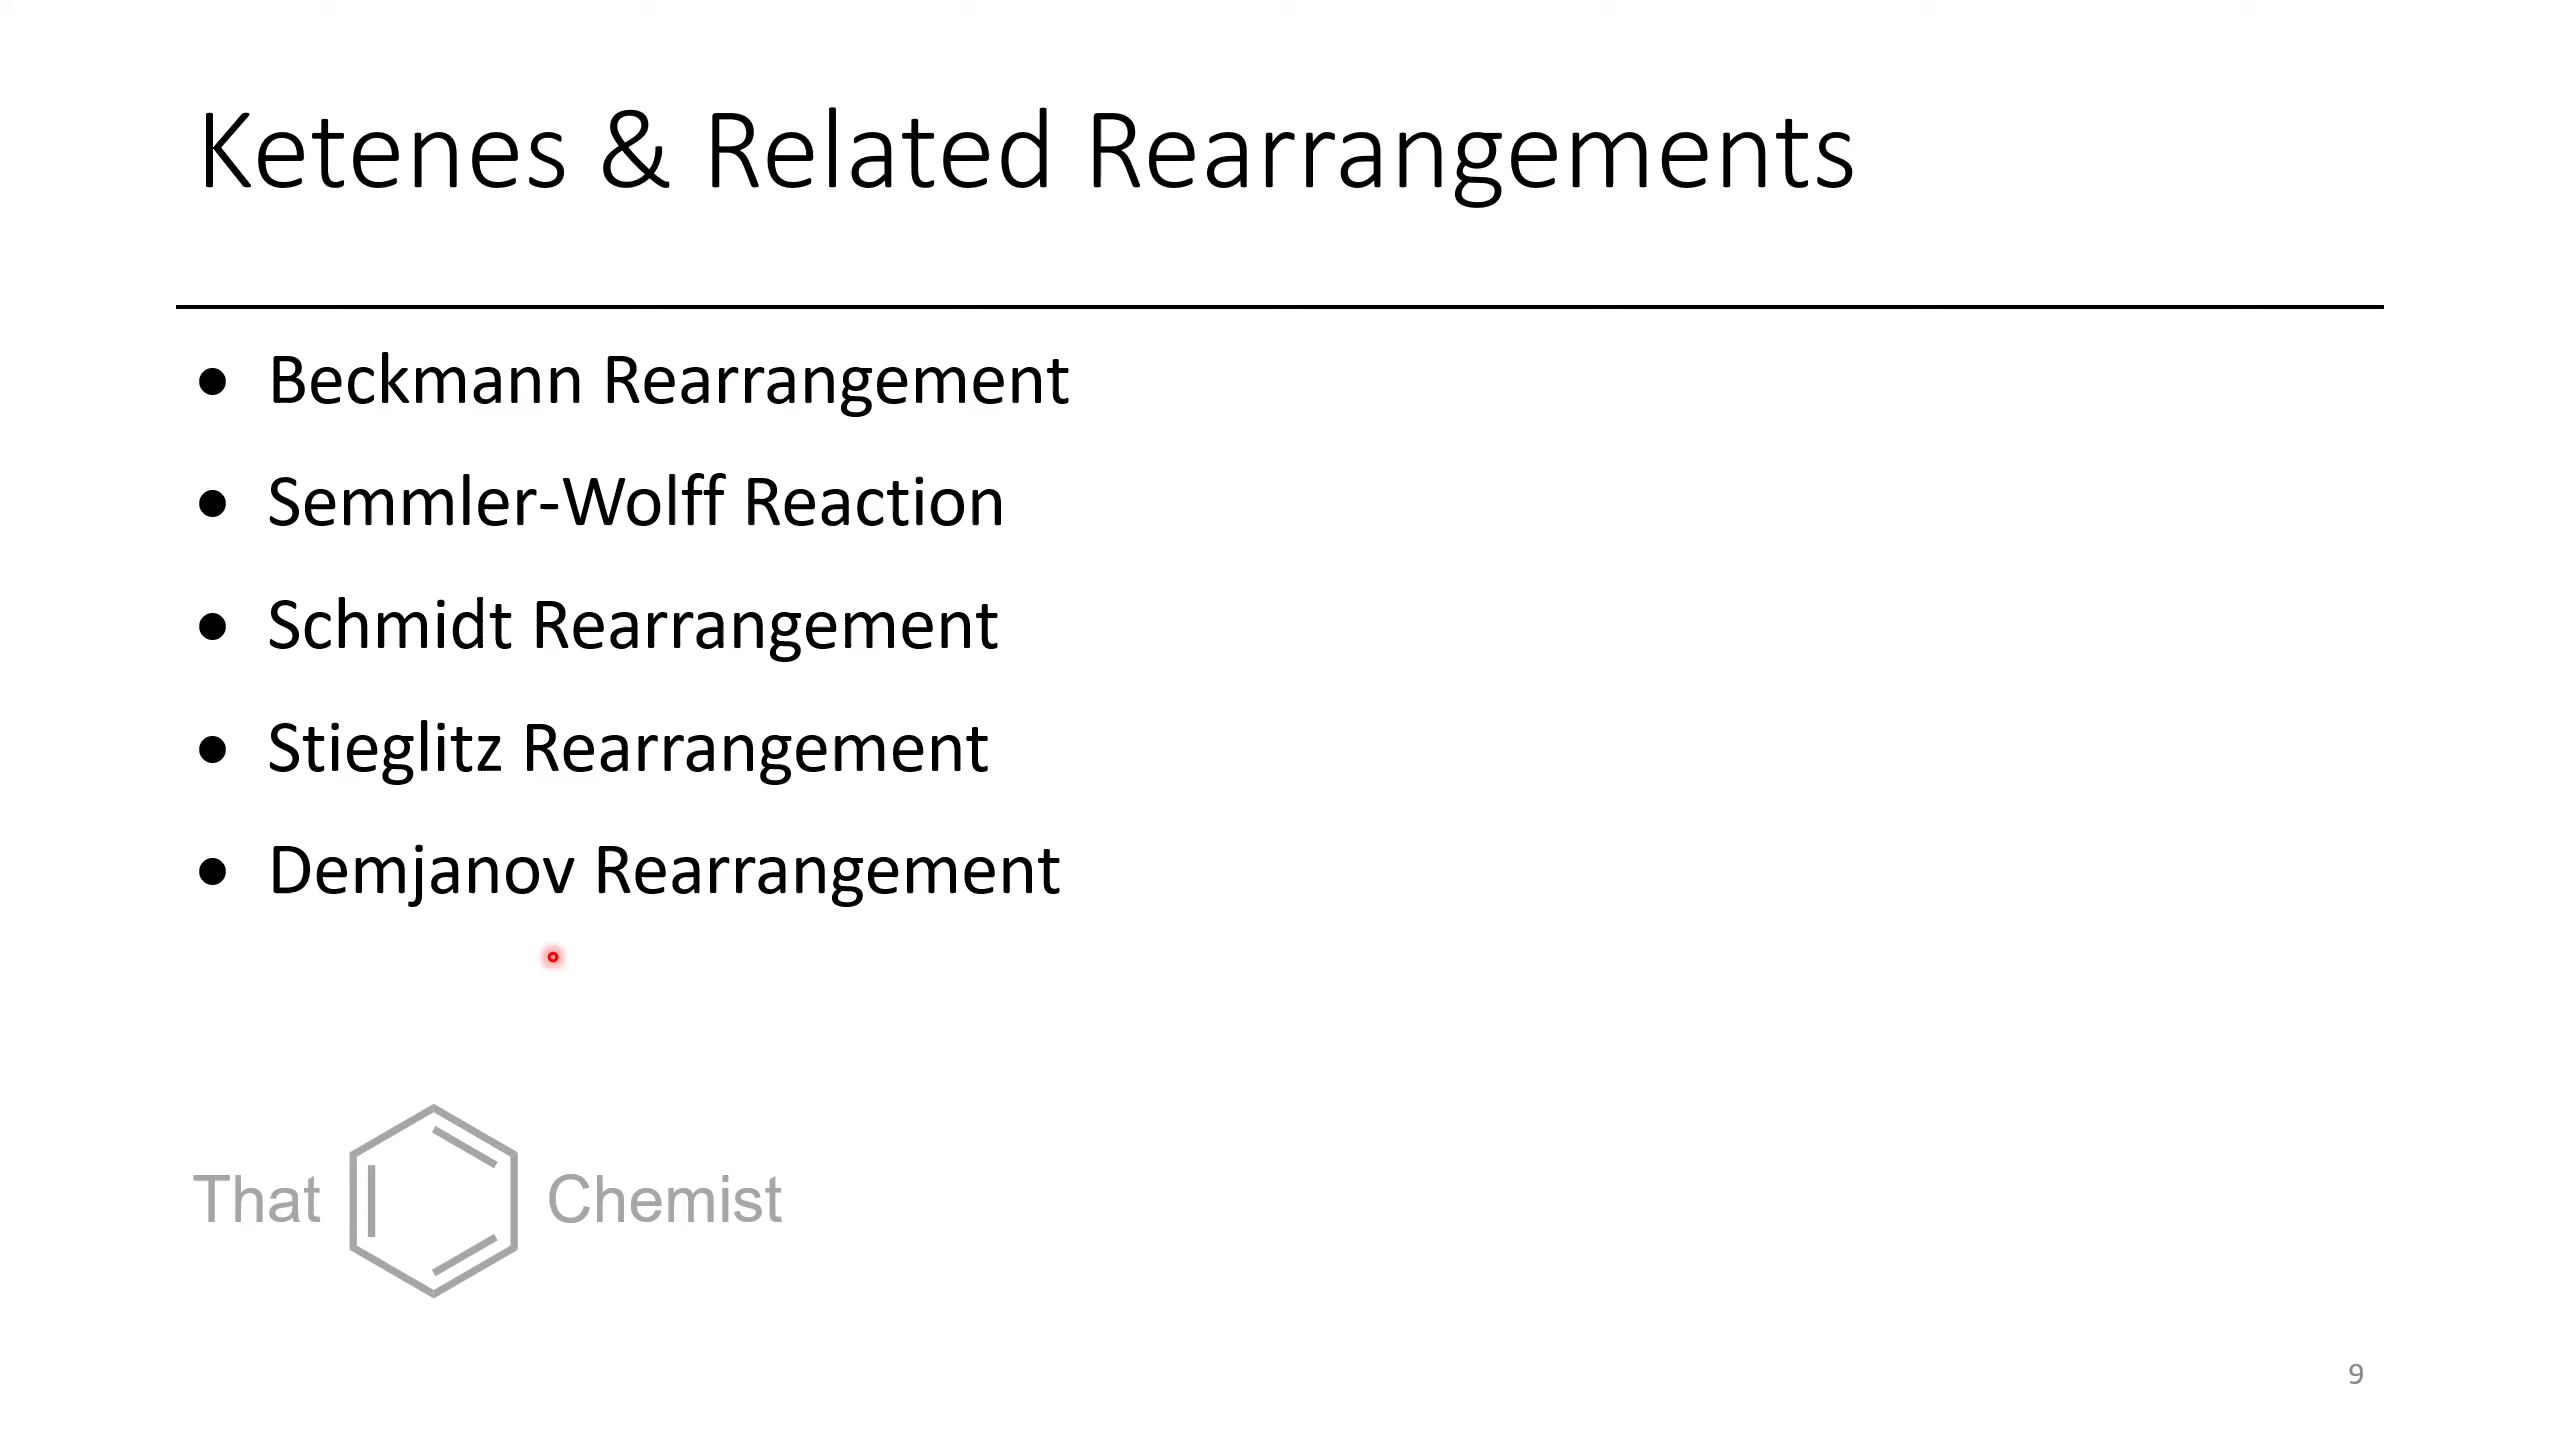 Ketenes & Related Rearrangements
● Beckmann Rearrangement
● Semmler-Wolff Reaction
● Schmidt Rearrangement
● Stieglitz Rearrangement
● Demjanov Rearrangement
That Chemist
9